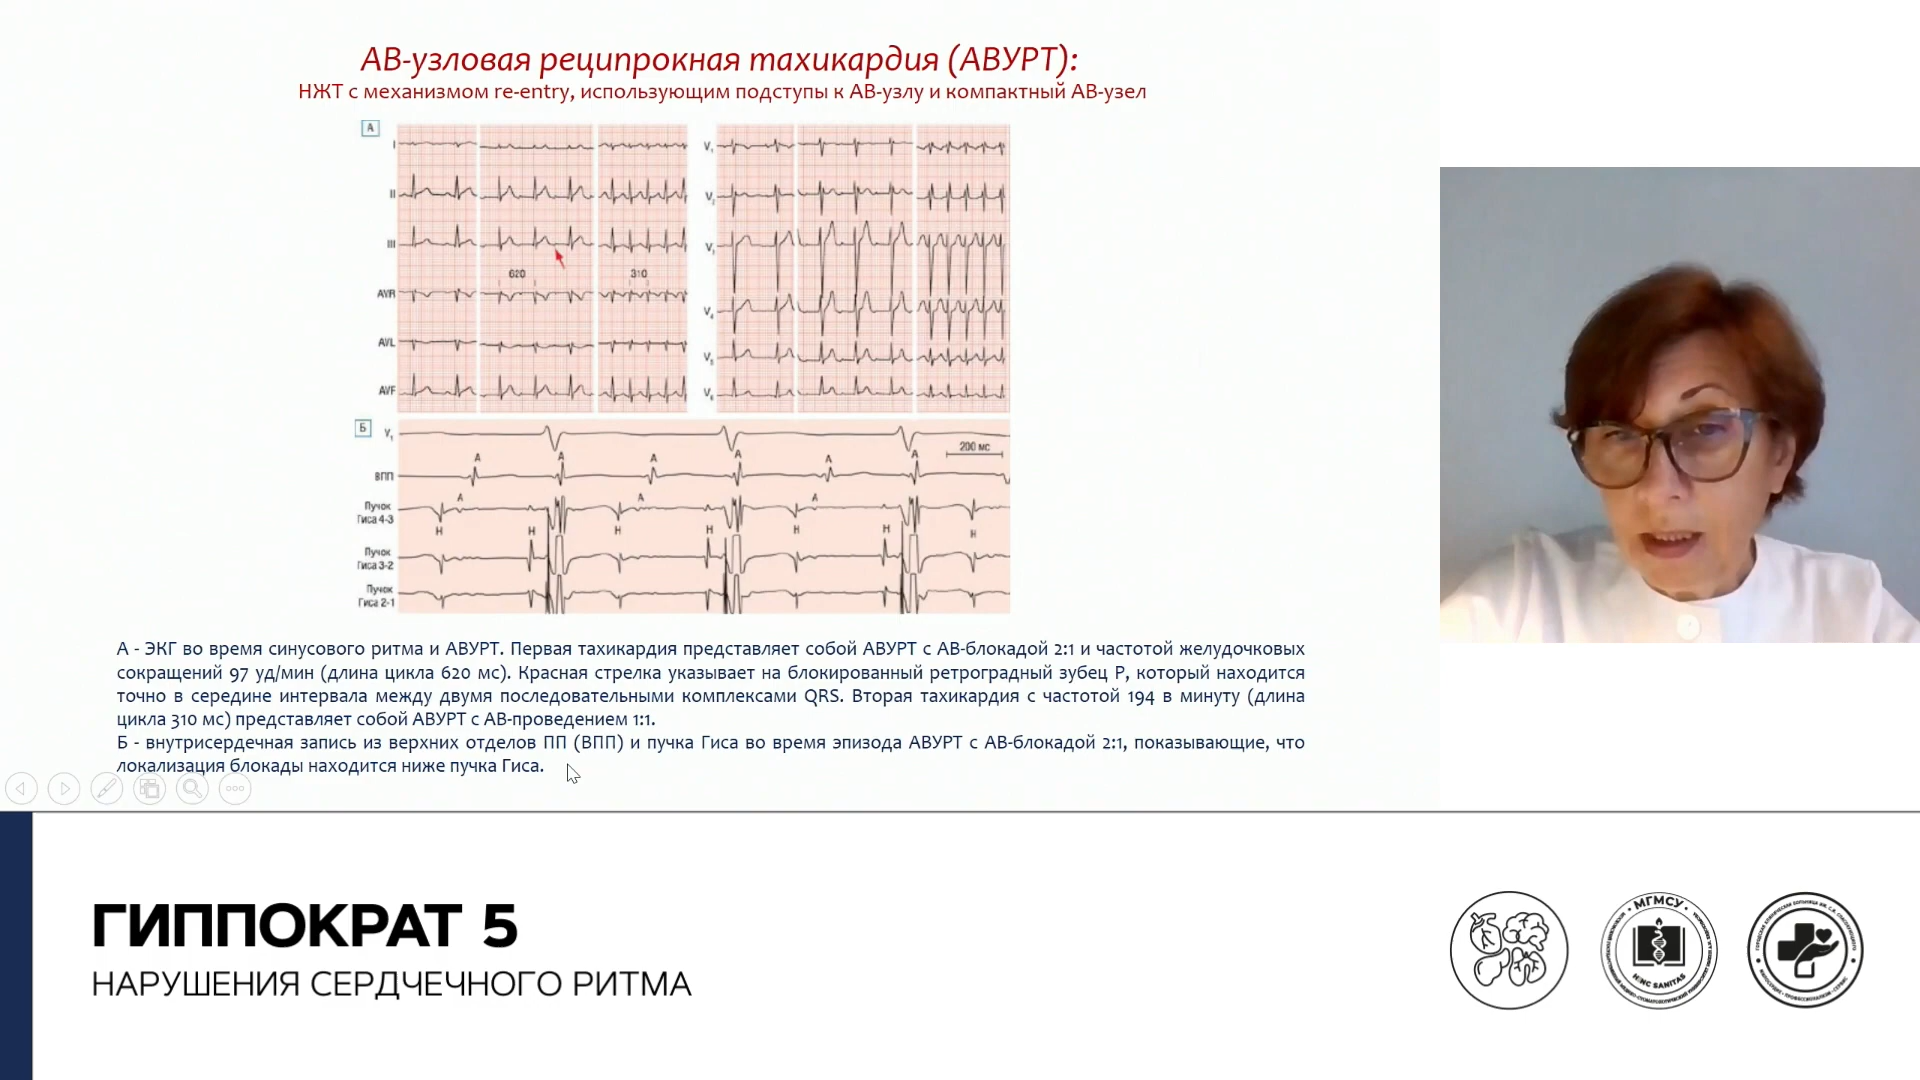 АВ-узловая реципрокная тахикардия (АВУРТ):
НЖТ с механизмом re-entry, использующим подступы к АВ-узлу и компактный АВ-узел
А
I
II
III
620
310
AVR
AVL
AVF
V1
V2
V3
V4
V5
V6
Б
V1
200 мс
A A A A A A
ВПП
A A A
Пучок
Гиса 4-3
H H H H H H H
Пучок
Гиса 3-2
Пучок
Гиса 2-1
А - ЭКГ во время синусового ритма и АВУРТ. Первая тахикардия представляет собой АВУРТ с АВ-блокадой 2:1 и частотой желудочковых
сокращений 97 уд/мин (длина цикла 620 мс). Красная стрелка указывает на блокированный ретроградный зубец Р, который находится
точно в середине интервала между двумя последовательными комплексами QRS. Вторая тахикардия с частотой 194 в минуту (длина
цикла 310 мс) представляет собой АВУРТ с АВ-проведением 1:1.
Б - внутрисердечная запись из верхних отделов ПП (ВПП) и пучка Гиса во время эпизода АВУРТ с АВ-блокадой 2:1, показывающие, что
локализация блокады находится ниже пучка Гиса.
ГИППОКРАТ 5
НАРУШЕНИЯ СЕРДЧЕЧНОГО РИТМА
МГМСУ